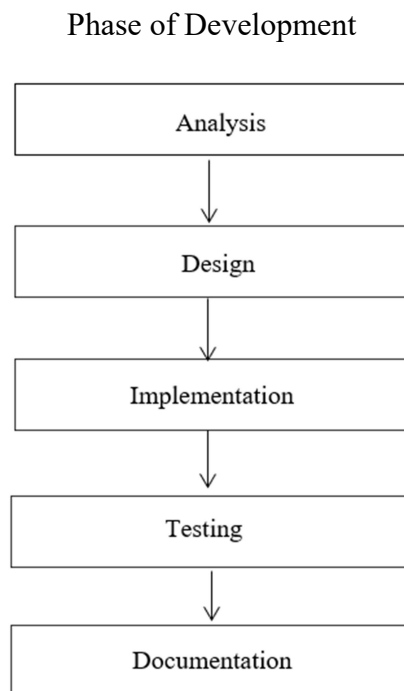 Phase of Development
Analysis
Design
Implementation
Testing
Documentation